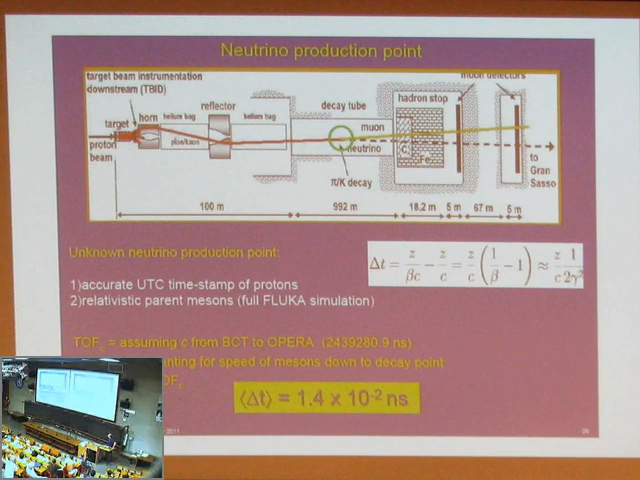 Neutrino production point
target beam instrumentation
downstream (TBID)
muon detectors
reflector
decay tube
hadron stop
target
horn
helium bag
helium bag
muon
pion/kaon
neutrino
proton
beam
C
Fe
to
Gran
Sasso
π/K decay
100 m
992 m
18.2 m
5 m
67 m
5 m
Unknown neutrino production point:
Δt = z/βc − z/c = z/c (1/β − 1) ≈ z/c 1/2γ²
1)accurate UTC time-stamp of protons
2)relativistic parent mesons (full FLUKA simulation)
TOFc = assuming c from BCT to OPERA (2439280.9 ns)
nting for speed of mesons down to decay point
OFc
⟨Δt⟩ = 1.4 x 10⁻² ns